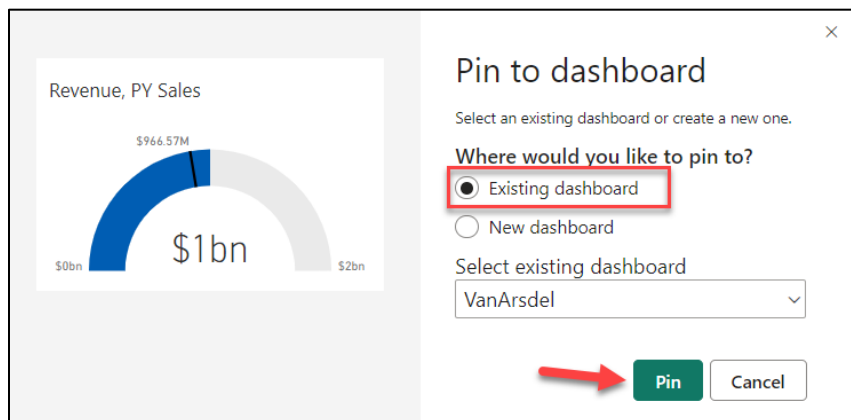 Revenue, PY Sales
$966.57M
$1bn
$0bn
$2bn
Pin to dashboard
Select an existing dashboard or create a new one.
Where would you like to pin to?
Existing dashboard
New dashboard
Select existing dashboard
VanArsdel
Pin
Cancel